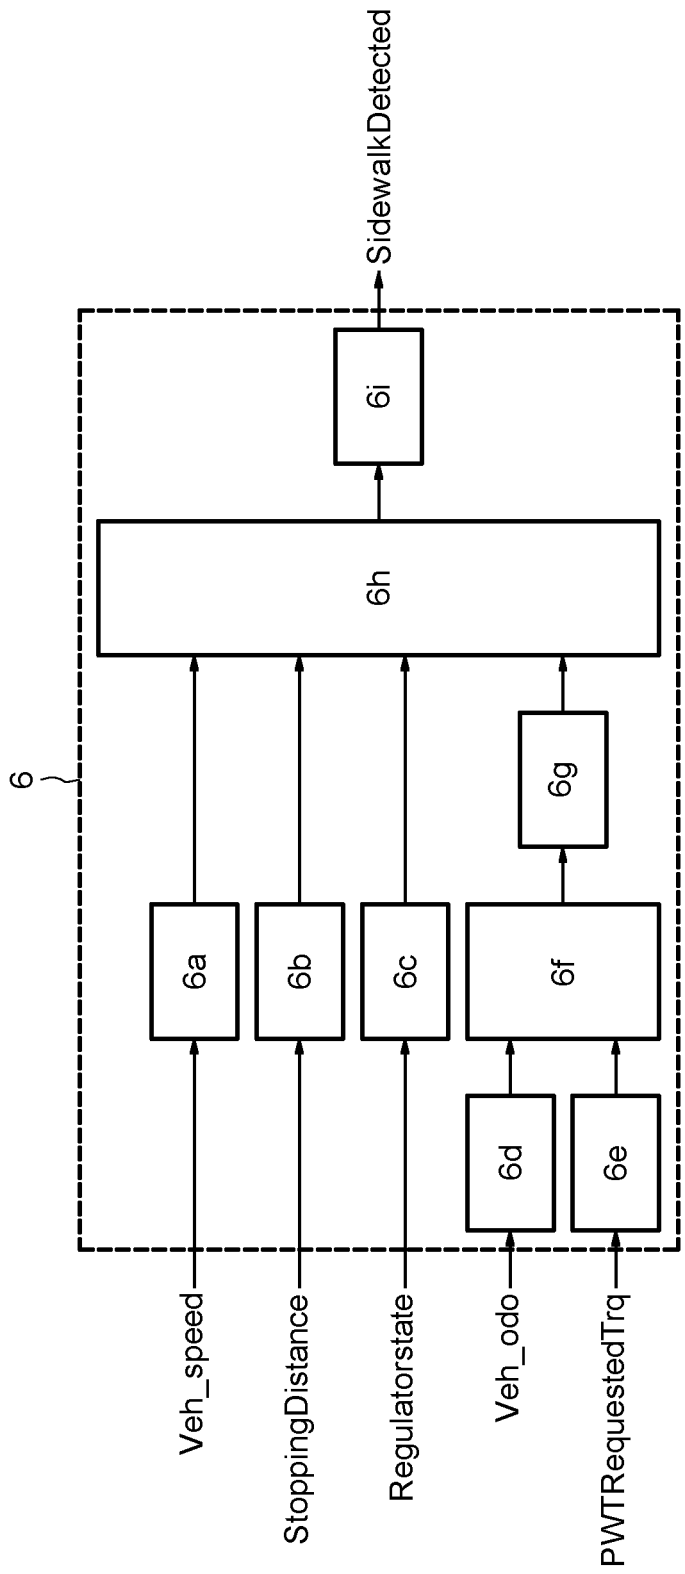 6
Veh_speed
6a
StoppingDistance
6b
Regulatorstate
6c
Veh_odo
6d
PWTRequestedTrq
6e
6f
6g
6h
6i
SidewalkDetected